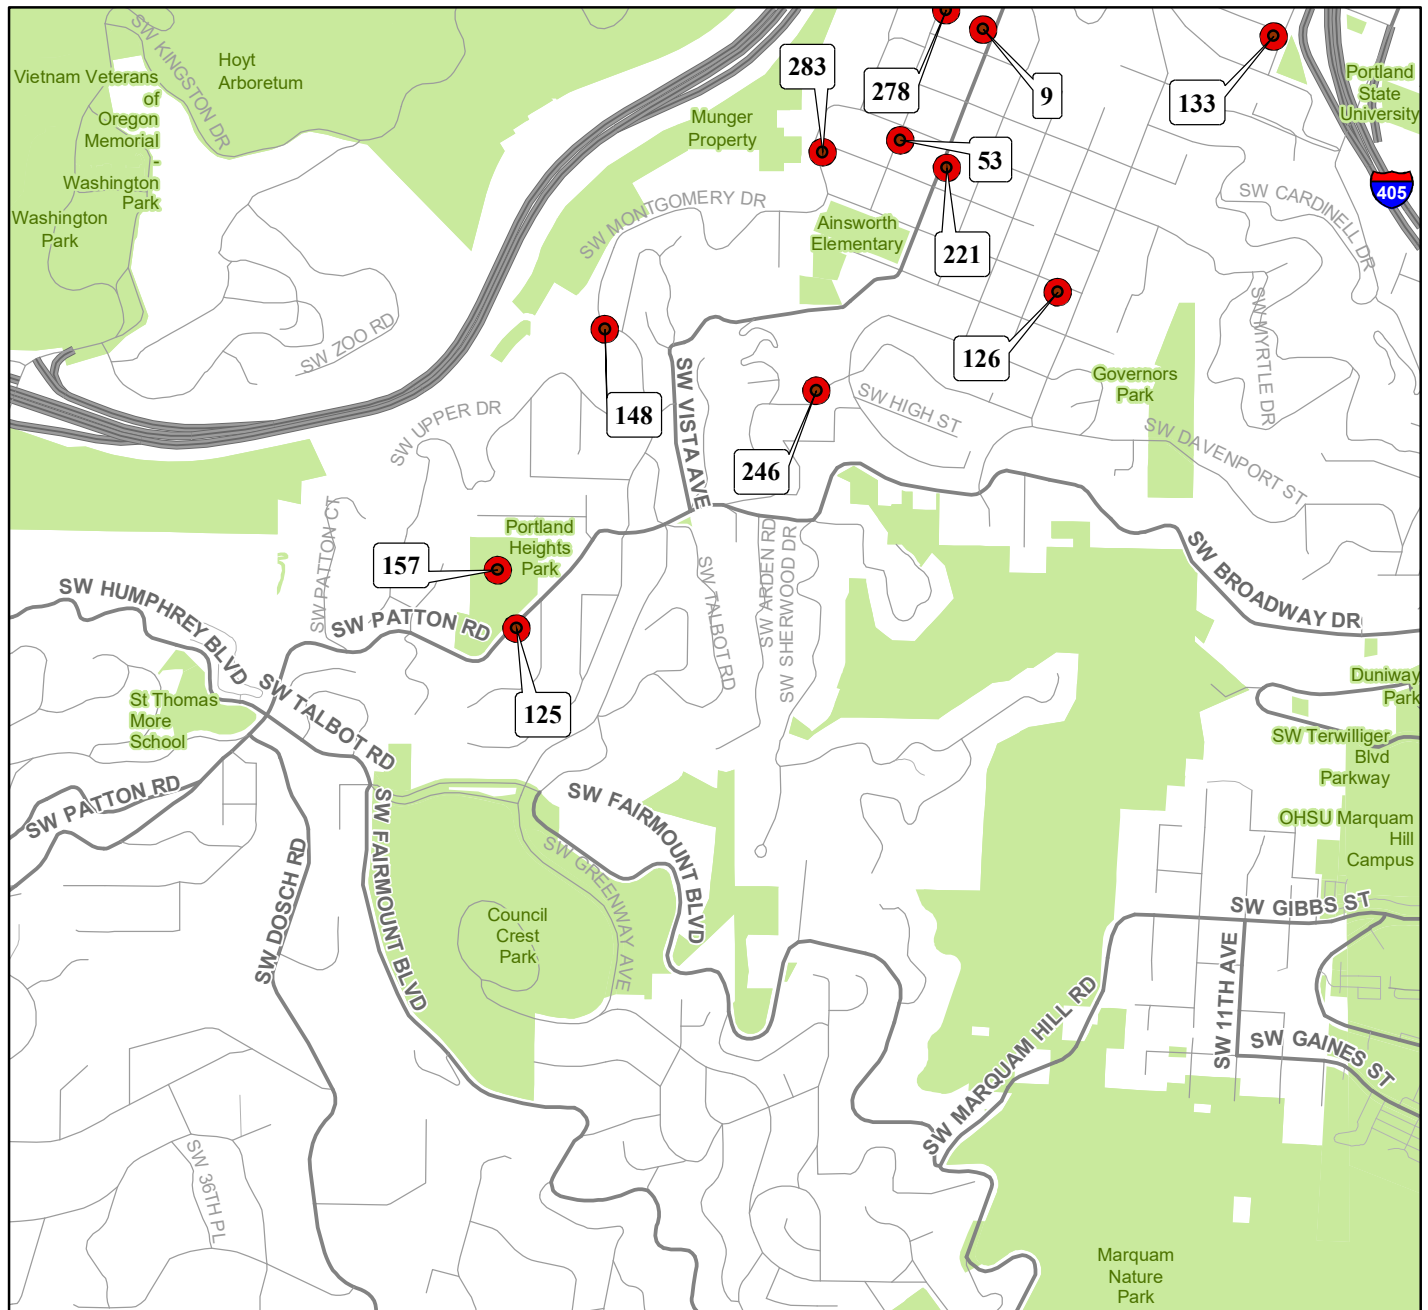 SW KINGSTON DR
Hoyt
Arboretum
Vietnam Veterans
of
Oregon
Memorial
-
Washington
Park
Washington
Park
283
278
9
133
Portland
State
University
Munger
Property
53
405
SW CARDINELL DR
SW MONTGOMERY DR
Ainsworth
Elementary
221
SW ZOO RD
SW MYRTLE DR
126
SW VISTA AVE
Governors
Park
148
SW UPPER DR
SW HIGH ST
246
SW DAVENPORT ST
SW PATTON CT
Portland
Heights
Park
157
SW ARDEN RD
SW SHERWOOD DR
SW TALBOT RD
SW BROADWAY DR
SW HUMPHREY BLVD
SW PATTON RD
125
SW TALBOT RD
St Thomas
More
School
Duniway
Park
SW Terwilliger
Blvd
Parkway
SW PATTON RD
SW FAIRMOUNT BLVD
SW FAIRMOUNT BLVD
OHSU Marquam
Hill
Campus
SW DOSCH RD
SW GREENWAY AVE
Council
Crest
Park
SW GIBBS ST
SW 11TH AVE
SW MARQUAM HILL RD
SW GAINES ST
SW 36TH PL
Marquam
Nature
Park